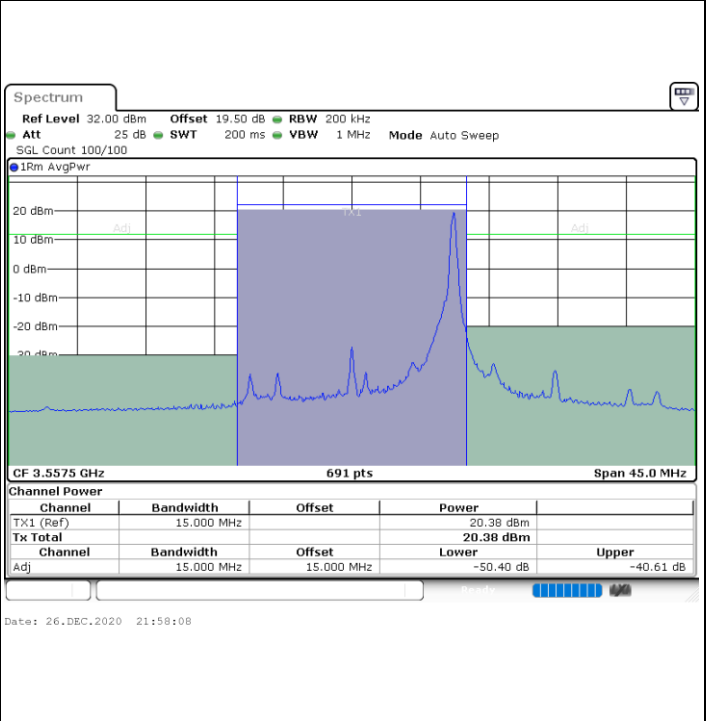 Spectrum
Ref Level 32.00 dBm Offset 19.50 dB RBW 200 kHz
Att 25 dB SWT 200 ms VBW 1 MHz Mode Auto Sweep
SGL Count 100/100
1Rm AvgPwr
20 dBm
TX1
Adj
Adj
10 dBm
0 dBm
-10 dBm
-20 dBm
-30 dBm
CF 3.5575 GHz 691 pts Span 45.0 MHz
Channel Power
Channel Bandwidth Offset Power
TX1 (Ref) 15.000 MHz 20.38 dBm
Tx Total 20.38 dBm
Channel Bandwidth Offset Lower Upper
Adj 15.000 MHz 15.000 MHz -50.40 dB -40.61 dB
Ready
Date: 26.DEC.2020 21:58:08